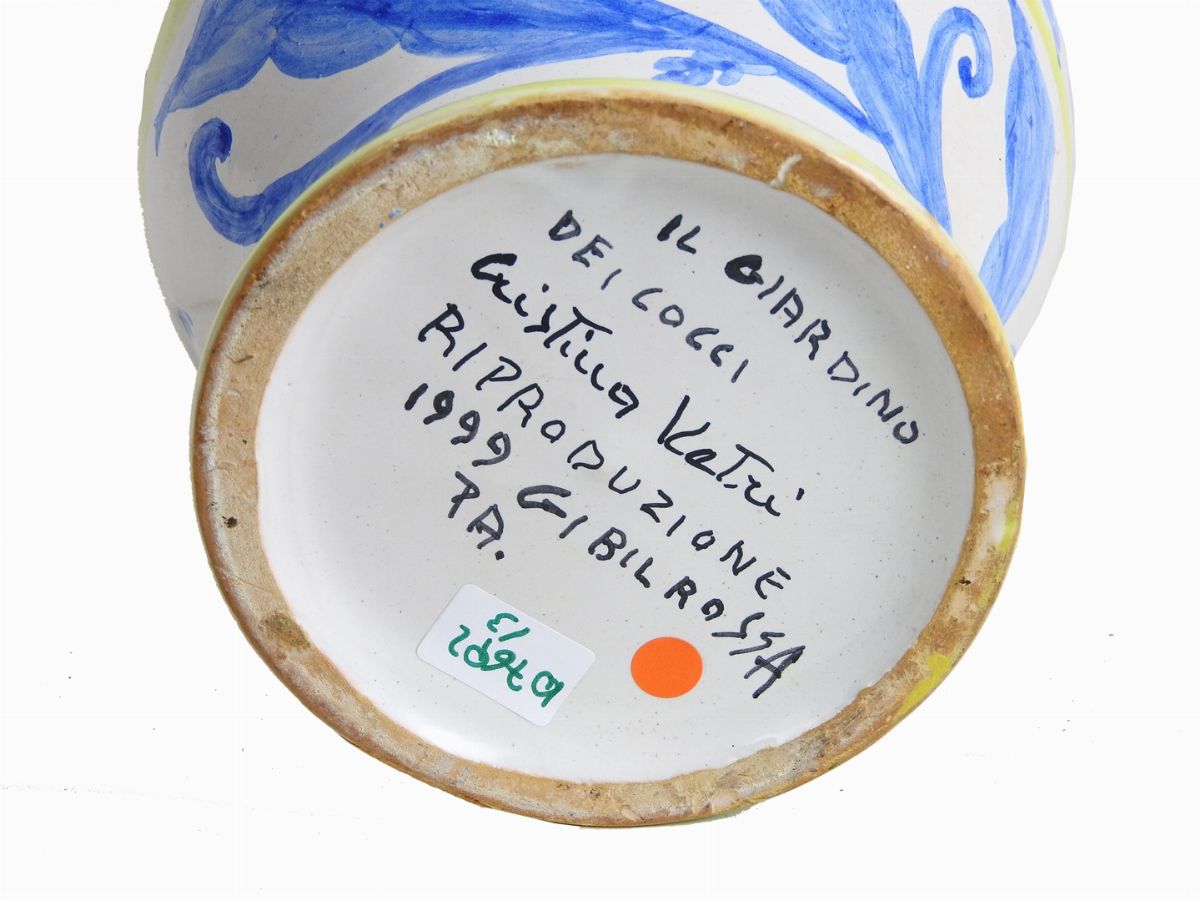 IL GIARDINO
DEI COCCI
Cristina Katri
RIPRODUZIONE
1999 GIBILROSSA
PA.